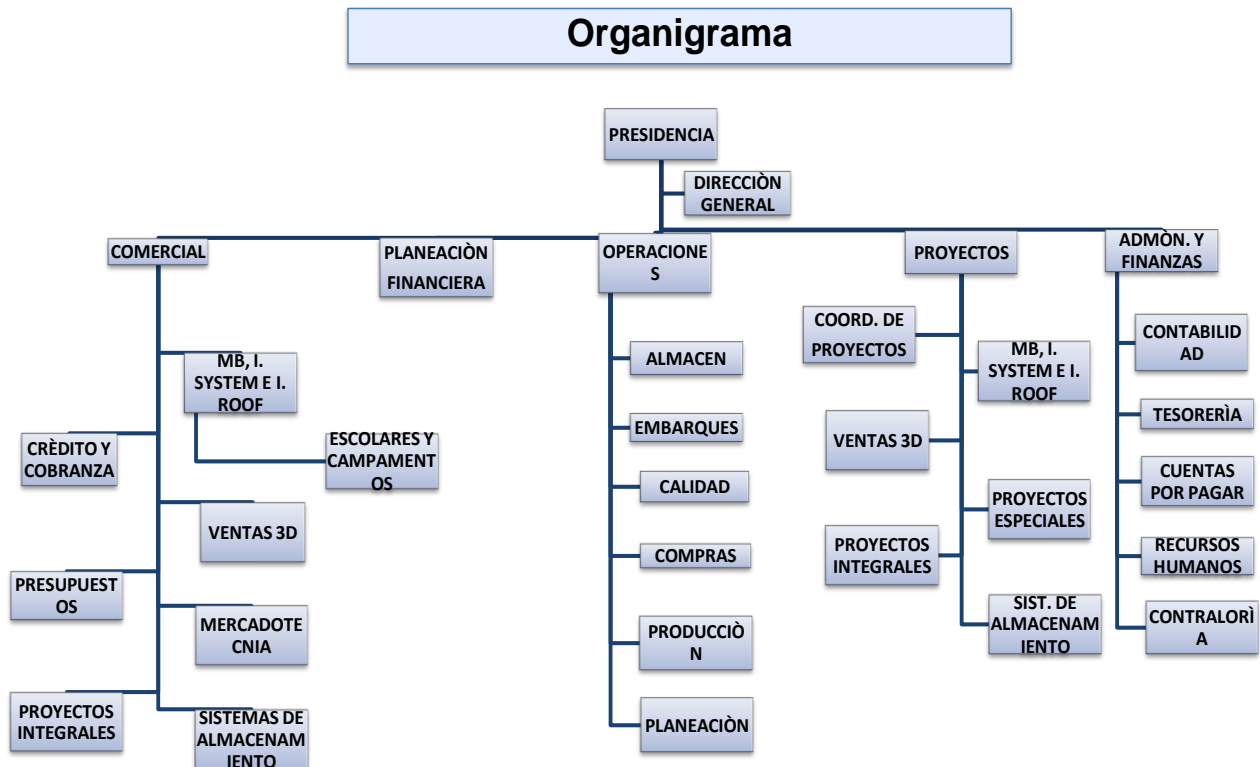 Organigrama
PRESIDENCIA
DIRECCIÒN
GENERAL
COMERCIAL
PLANEACIÒN
FINANCIERA
OPERACIONE
S
PROYECTOS
ADMÒN. Y
FINANZAS
MB, I.
SYSTEM E I.
ROOF
CRÈDITO Y
COBRANZA
ESCOLARES Y
CAMPAMENT
OS
VENTAS 3D
PRESUPUEST
OS
MERCADOTE
CNIA
PROYECTOS
INTEGRALES
SISTEMAS DE
ALMACENAM
IENTO
ALMACEN
EMBARQUES
CALIDAD
COMPRAS
PRODUCCIÒ
N
PLANEACIÒN
COORD. DE
PROYECTOS
MB, I.
SYSTEM E I.
ROOF
VENTAS 3D
PROYECTOS
ESPECIALES
PROYECTOS
INTEGRALES
SIST. DE
ALMACENAM
IENTO
CONTABILID
AD
TESORERÌA
CUENTAS
POR PAGAR
RECURSOS
HUMANOS
CONTRALORÌ
A